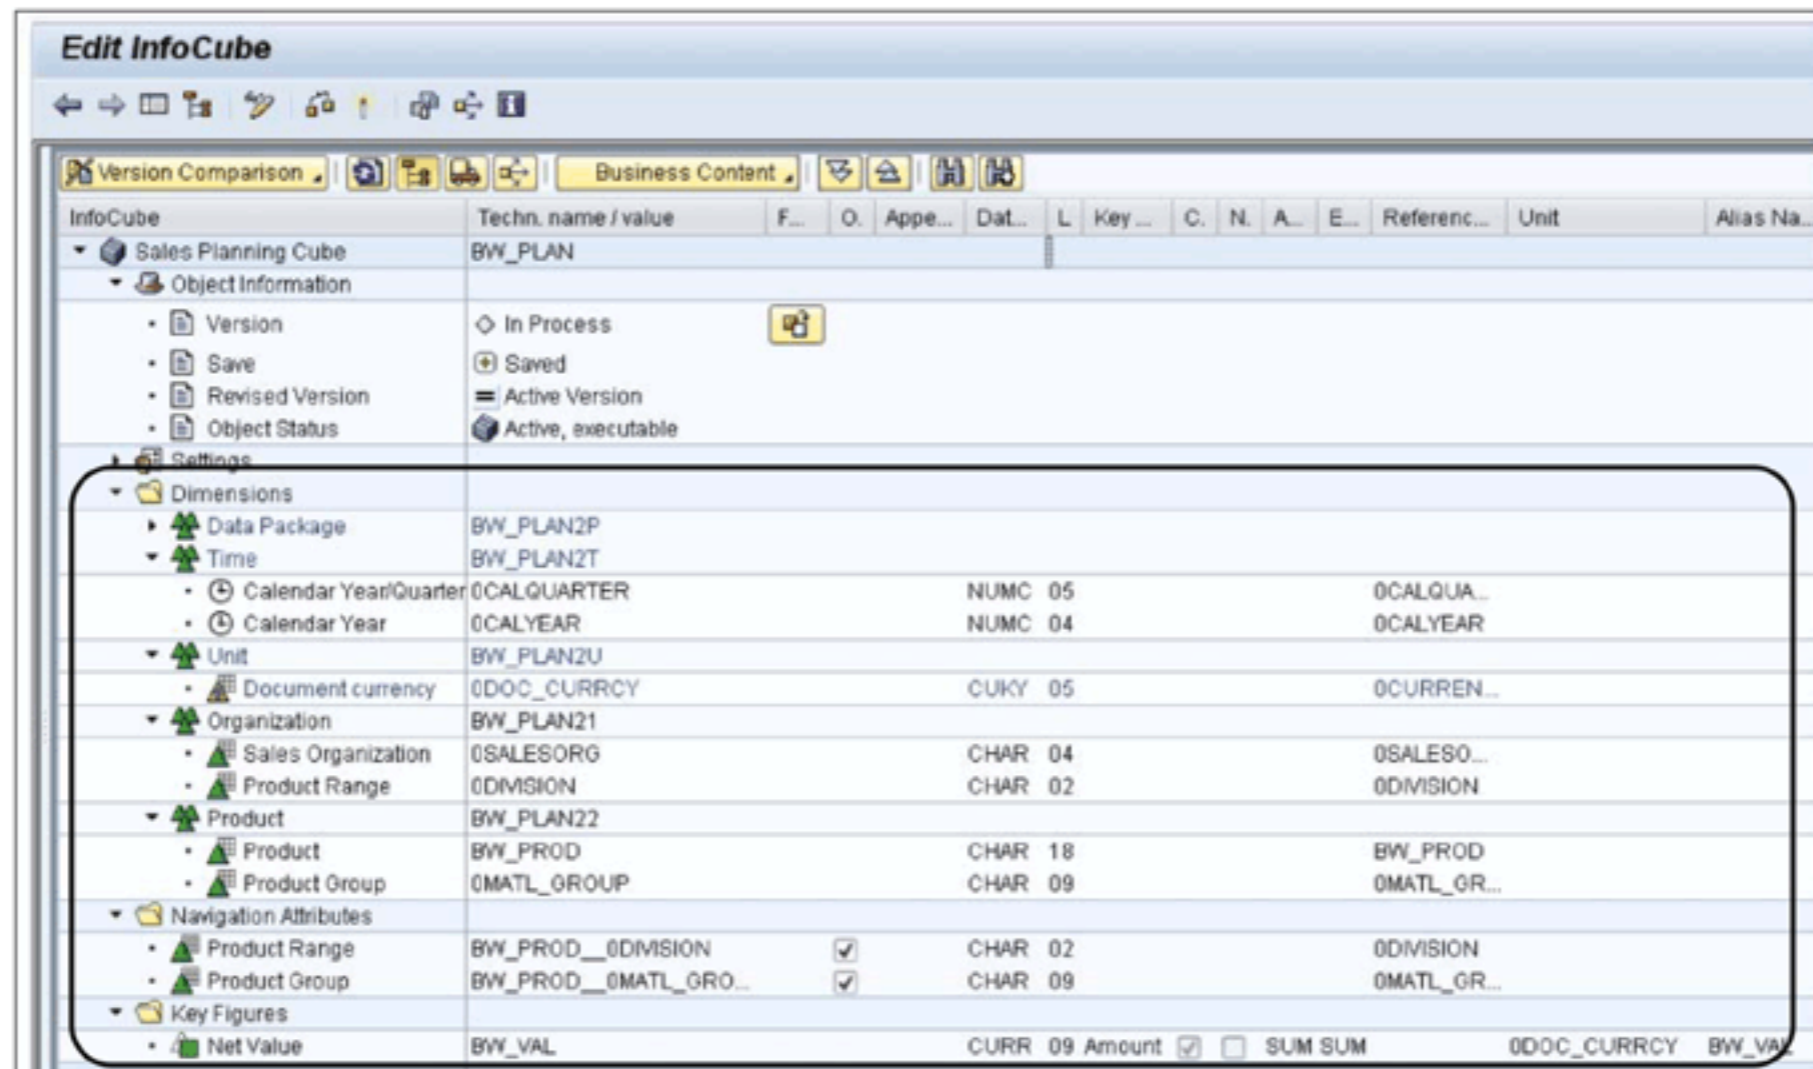 Edit InfoCube
Version Comparison Business Content
InfoCube Techn. name / value F... O. Appe... Dat... L Key ... C. N. A... E... Referenc... Unit Alias Na...
Sales Planning Cube BW_PLAN
Object Information
Version In Process
Save Saved
Revised Version Active Version
Object Status Active, executable
Settings
Dimensions
Data Package BW_PLAN2P
Time BW_PLAN2T
Calendar Year/Quarter 0CALQUARTER NUMC 05 0CALQUA...
Calendar Year 0CALYEAR NUMC 04 0CALYEAR
Unit BW_PLAN2U
Document currency 0DOC_CURRCY CUKY 05 0CURREN...
Organization BW_PLAN21
Sales Organization 0SALESORG CHAR 04 0SALESO...
Product Range 0DIVISION CHAR 02 0DIVISION
Product BW_PLAN22
Product BW_PROD CHAR 18 BW_PROD
Product Group 0MATL_GROUP CHAR 09 0MATL_GR...
Navigation Attributes
Product Range BW_PROD__0DIVISION CHAR 02 0DIVISION
Product Group BW_PROD__0MATL_GRO... CHAR 09 0MATL_GR...
Key Figures
Net Value BW_VAL CURR 09 Amount SUM SUM 0DOC_CURRCY BW_VAL